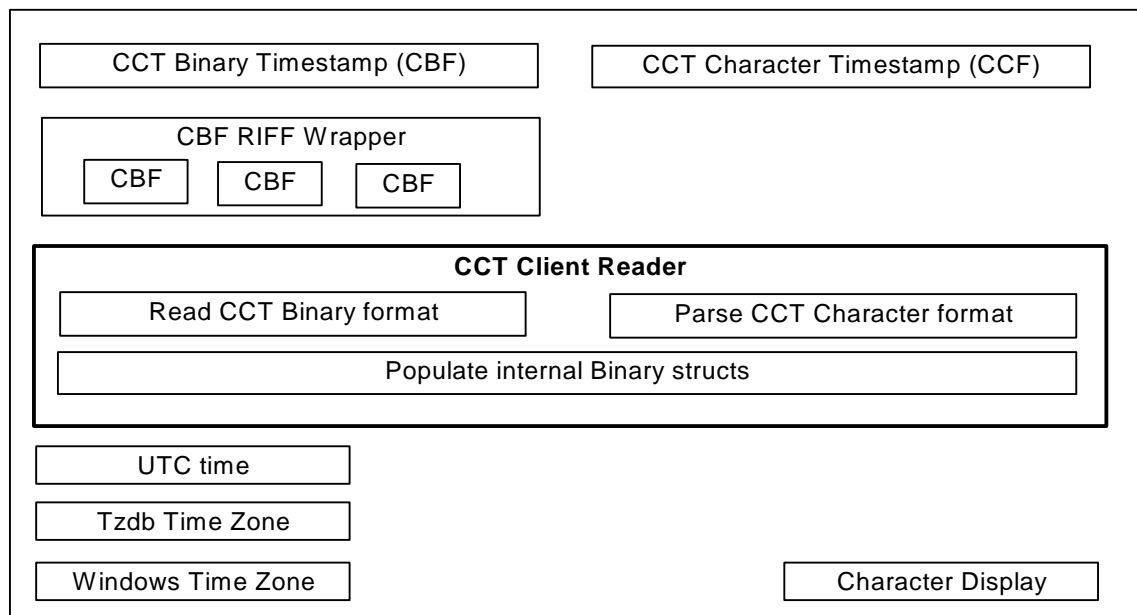 CCT Binary Timestamp (CBF)
CCT Character Timestamp (CCF)
CBF RIFF Wrapper
CBF
CBF
CBF
CCT Client Reader
Read CCT Binary format
Parse CCT Character format
Populate internal Binary structs
UTC time
Tzdb Time Zone
Windows Time Zone
Character Display